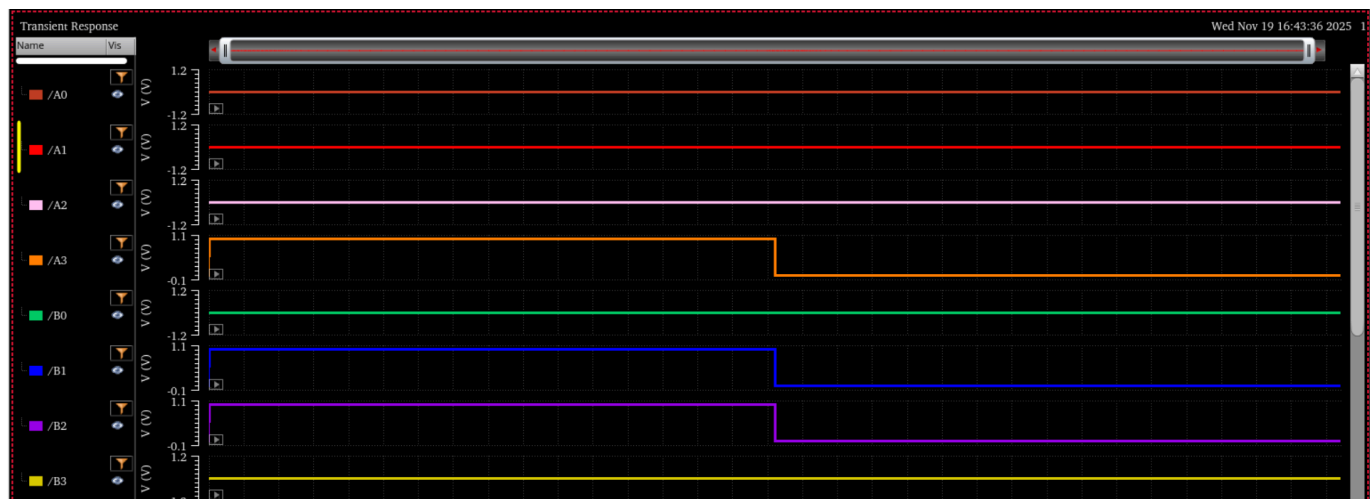 Transient Response
Wed Nov 19 16:43:36 2025 1
Name Vis
/A0
V (V)
1.2
-1.2
/A1
V (V)
1.2
-1.2
/A2
V (V)
1.2
-1.2
/A3
V (V)
1.1
-0.1
/B0
V (V)
1.2
-1.2
/B1
V (V)
1.1
-0.1
/B2
V (V)
1.1
-0.1
/B3
V (V)
1.2